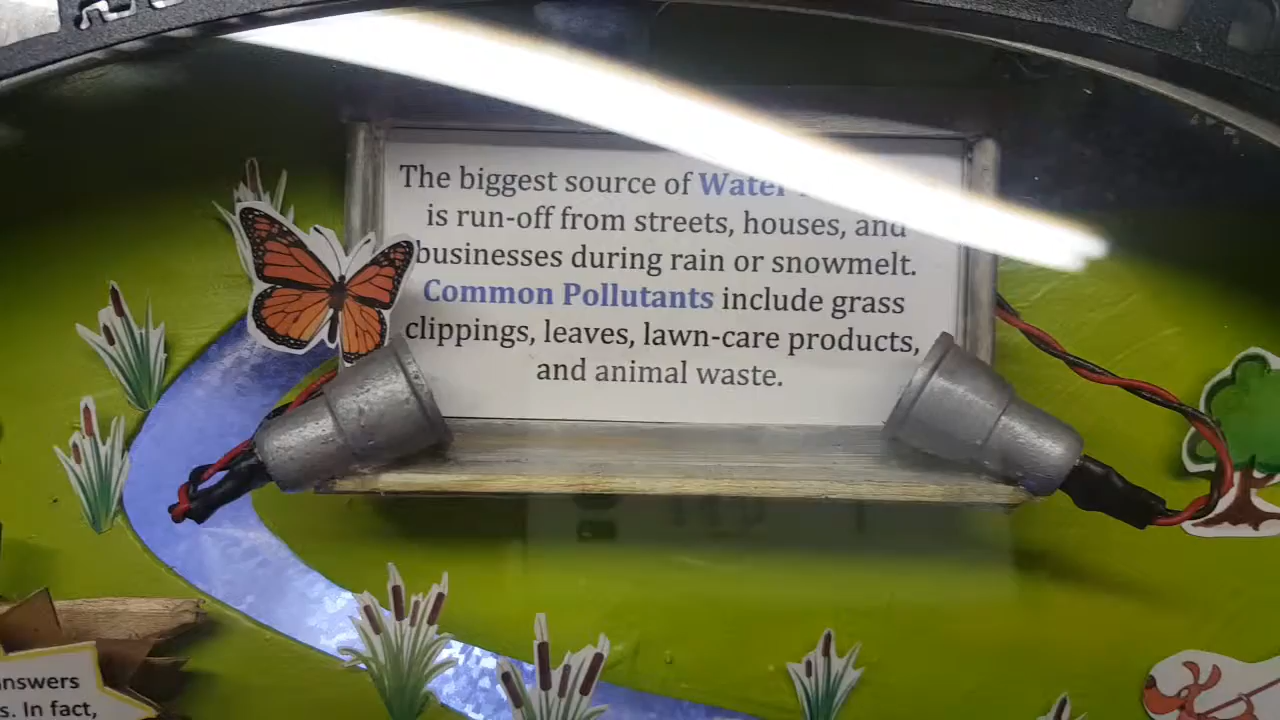 The biggest source of Water
is run-off from streets, houses, and
businesses during rain or snowmelt.
Common Pollutants include grass
clippings, leaves, lawn-care products,
and animal waste.
s. In fact,